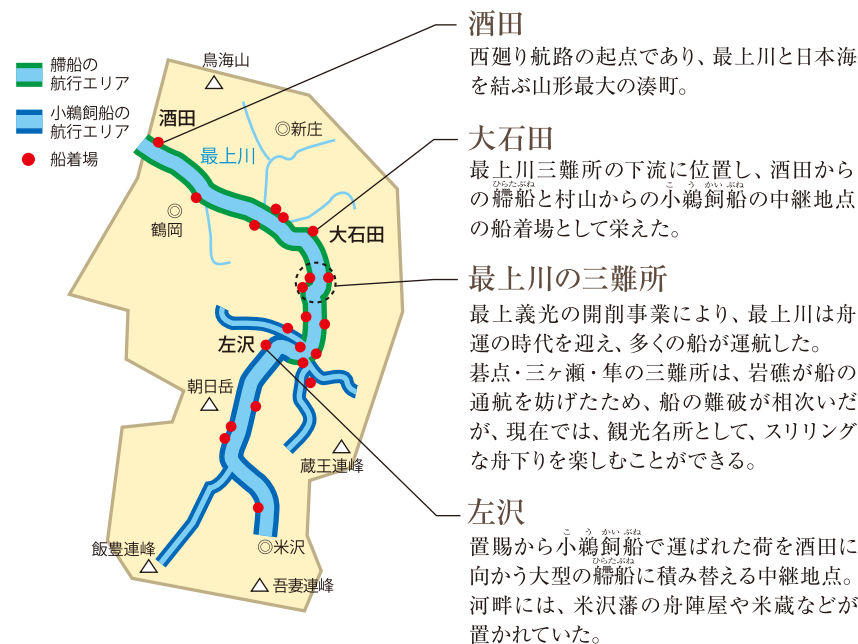 艜船の
航行エリア
小鵜飼船の
航行エリア
船着場
鳥海山
酒田
◎新庄
最上川
◎
鶴岡
大石田
左沢
朝日岳
蔵王連峰
飯豊連峰
◎米沢
吾妻連峰
酒田
西廻り航路の起点であり、最上川と日本海
を結ぶ山形最大の湊町。
大石田
最上川三難所の下流に位置し、酒田から
ひらたぶね こうかいぶね
の艜船と村山からの小鵜飼船の中継地点
の船着場として栄えた。
最上川の三難所
最上義光の開削事業により、最上川は舟
運の時代を迎え、多くの船が運航した。
碁点・三ヶ瀬・隼の三難所は、岩礁が船の
通航を妨げたため、船の難破が相次いだ
が、現在では、観光名所として、スリリング
な舟下りを楽しむことができる。
左沢
こうかいぶね
置賜から小鵜飼船で運ばれた荷を酒田に
ひらたぶね
向かう大型の艜船に積み替える中継地点。
河畔には、米沢藩の舟陣屋や米蔵などが
置かれていた。